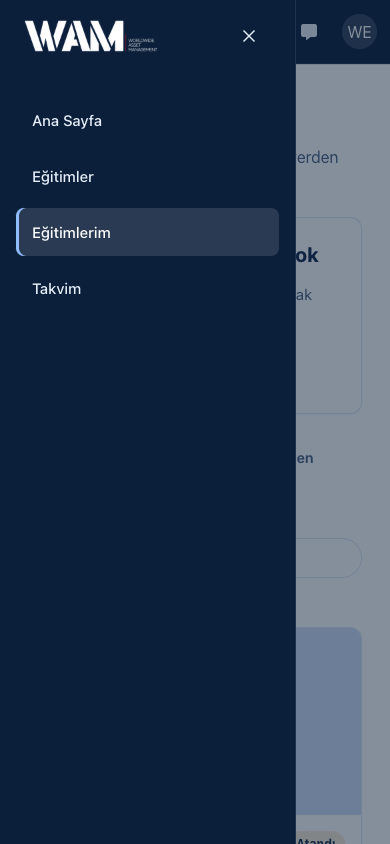 WAM WORLDWIDE
ASSET
MANAGEMENT
WE
Ana Sayfa
Eğitimler
Eğitimlerim
Takvim
erden
ok
ak
en
Atandı